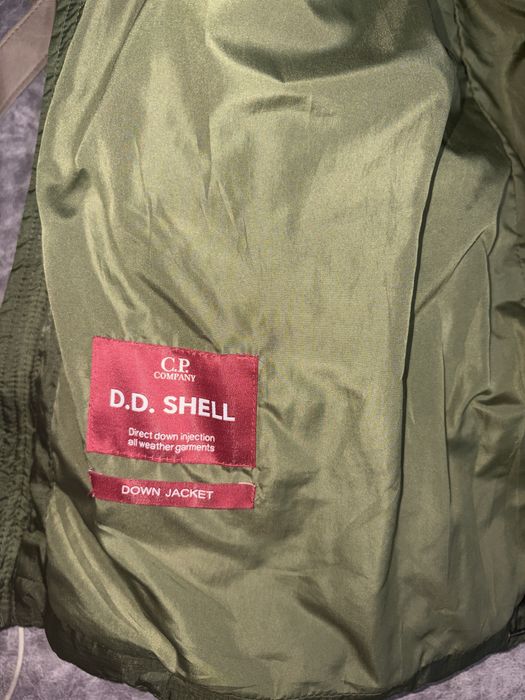 C.P.
COMPANY
D.D. SHELL
Direct down injection
all weather garments
DOWN JACKET